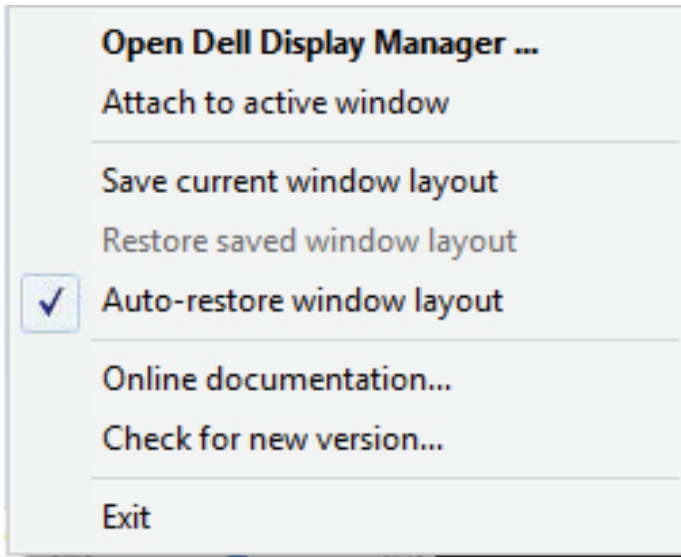 Open Dell Display Manager ...
Attach to active window
Save current window layout
Restore saved window layout
Auto-restore window layout
Online documentation...
Check for new version...
Exit